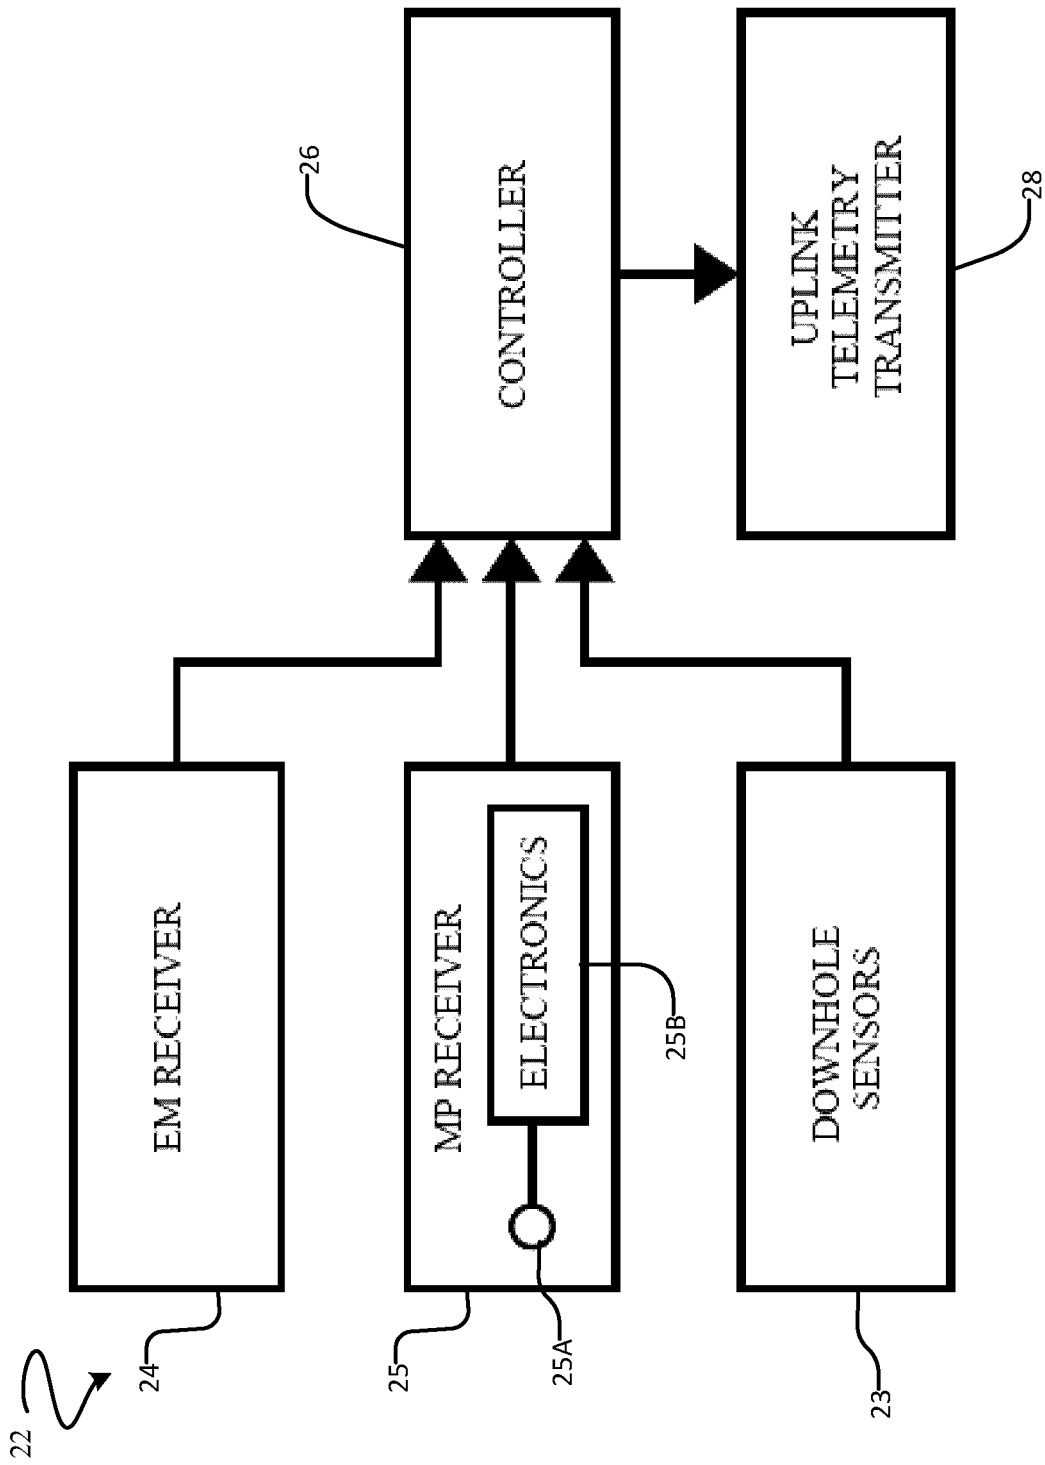 22
24
EM RECEIVER
25
MP RECEIVER
ELECTRONICS
25A
25B
23
DOWNHOLE
SENSORS
26
CONTROLLER
UPLINK
TELEMETRY
TRANSMITTER
28